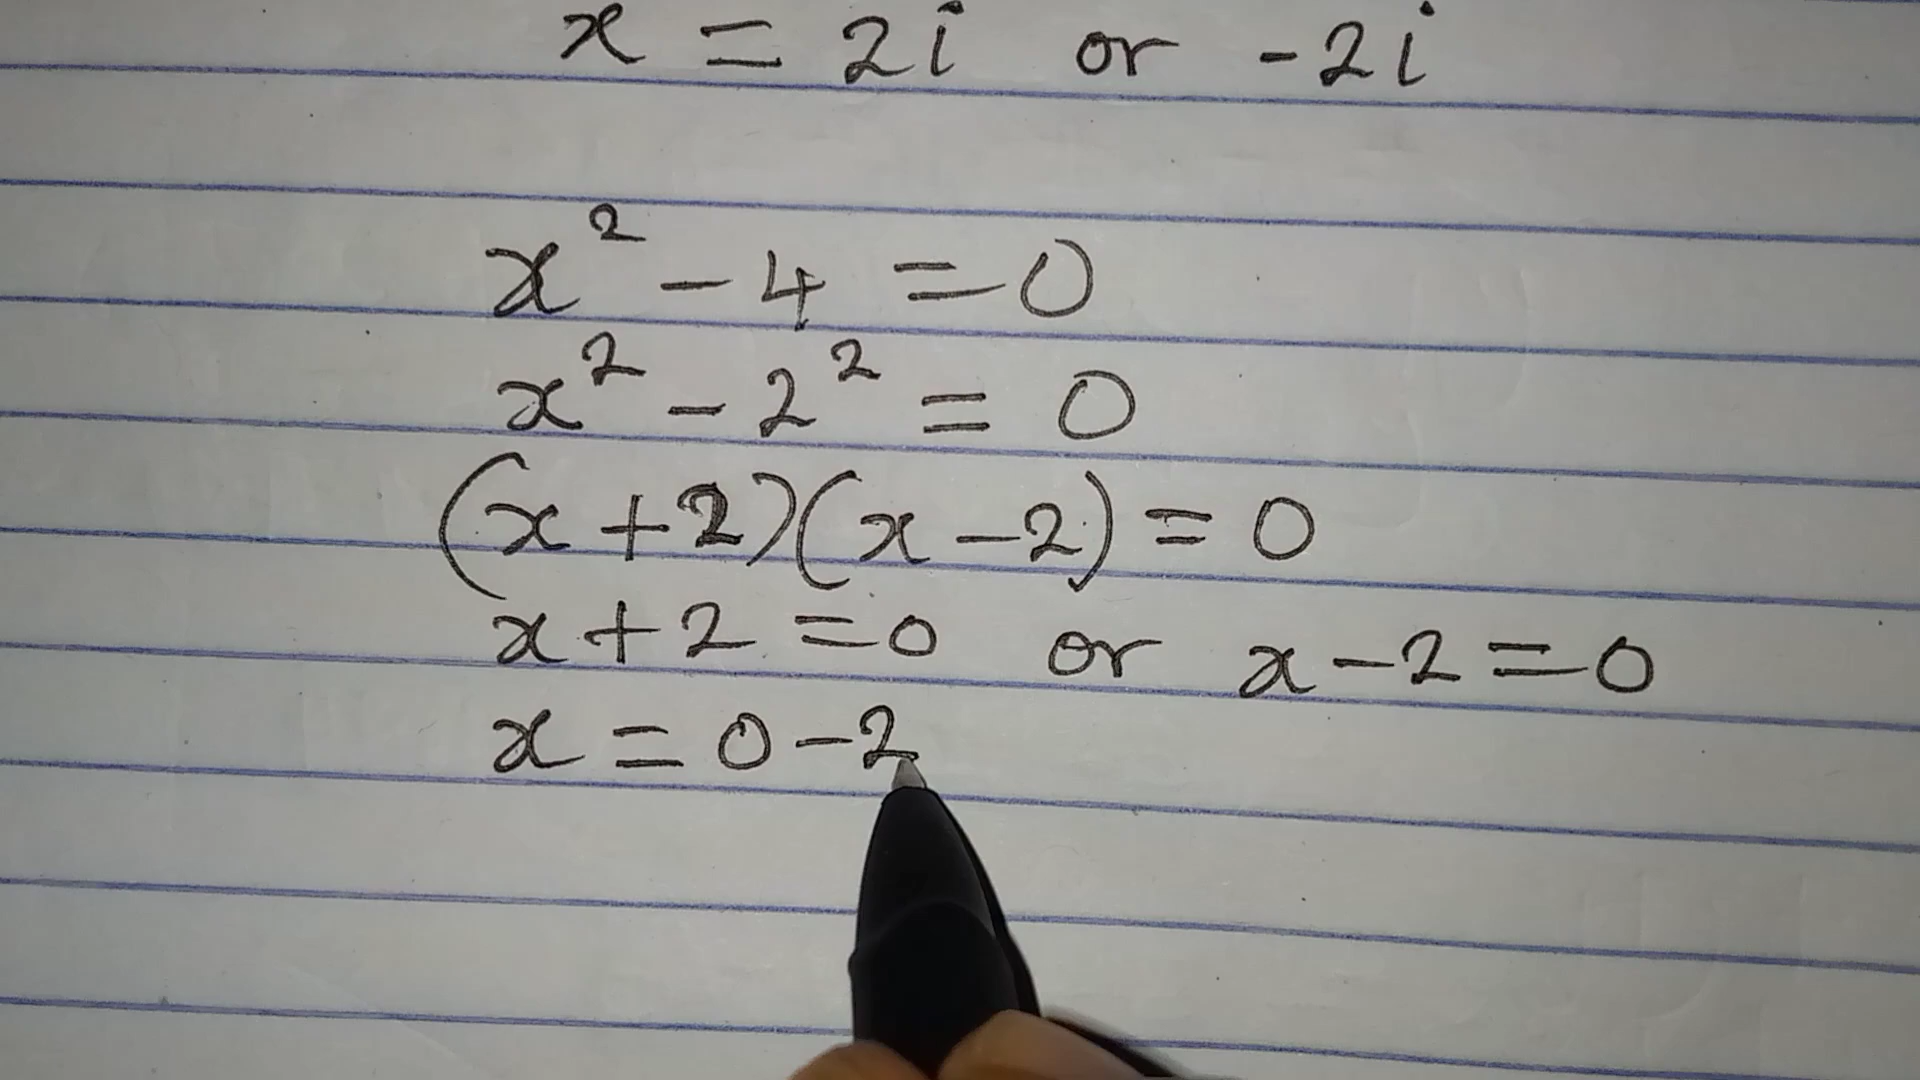 x = 2i or -2i
x² - 4 = 0
x² - 2² = 0
(x + 2)(x - 2) = 0
x + 2 = 0 or x - 2 = 0
x = 0 - 2